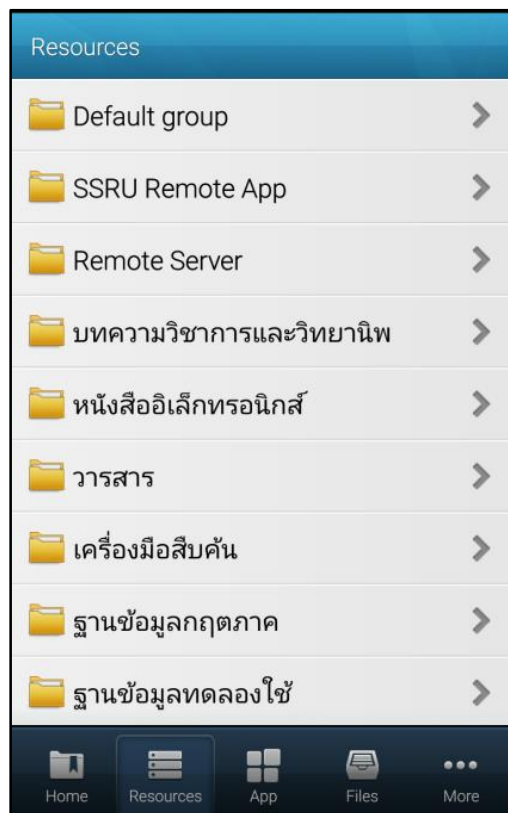 Resources
Default group
SSRU Remote App
Remote Server
บทความวิชาการและวิทยานิพ
หนังสืออิเล็กทรอนิกส์
วารสาร
เครื่องมือสืบค้น
ฐานข้อมูลกฤตภาค
ฐานข้อมูลทดลองใช้
Home Resources App Files More